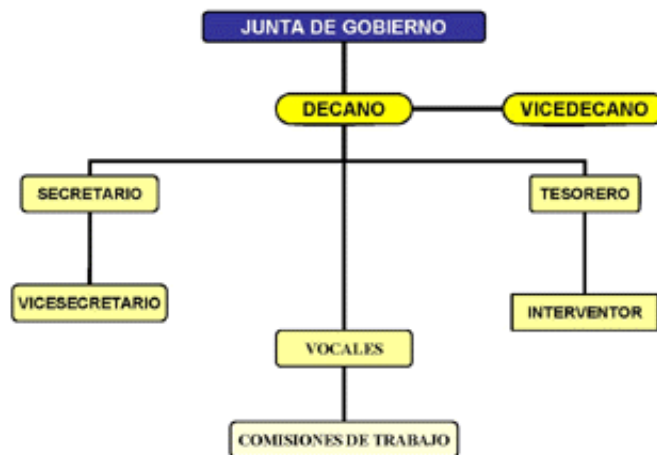 JUNTA DE GOBIERNO
DECANO
VICEDECANO
SECRETARIO
TESORERO
VICESECRETARIO
INTERVENTOR
VOCALES
COMISIONES DE TRABAJO